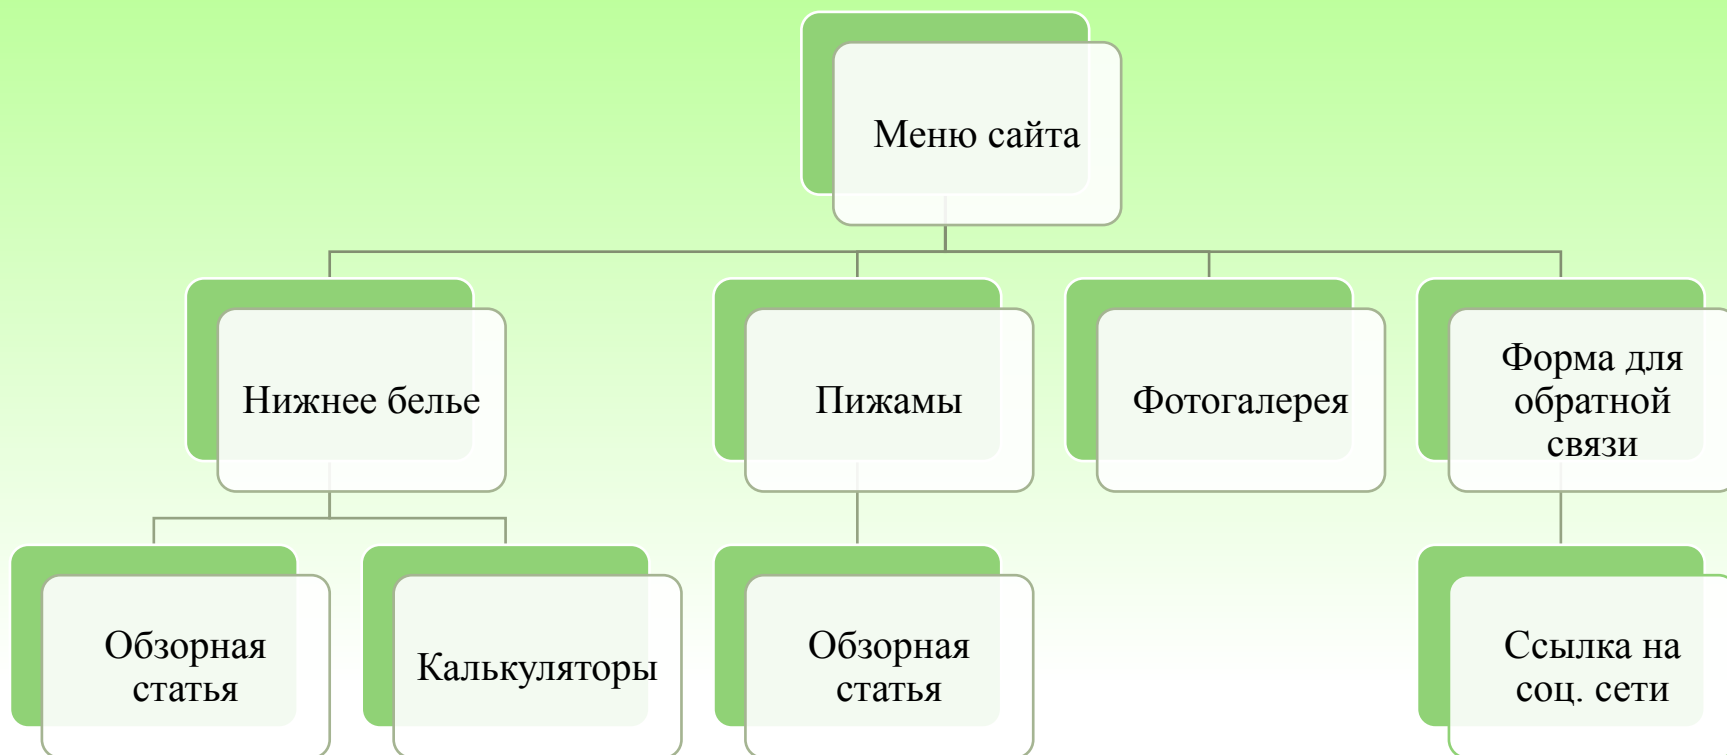 Меню сайта
Нижнее белье
Пижамы
Фотогалерея
Форма для
обратной
связи
Обзорная
статья
Калькуляторы
Обзорная
статья
Ссылка на
соц. сети